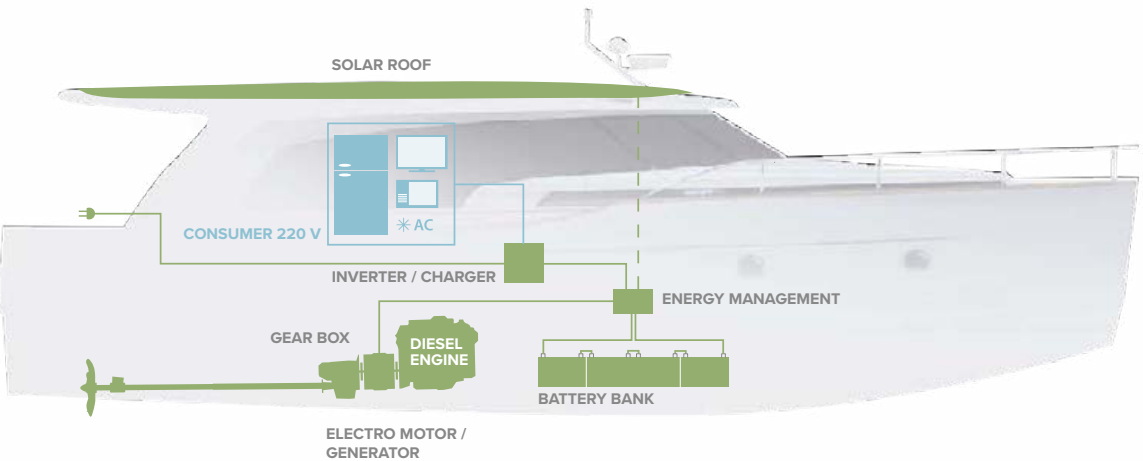 SOLAR ROOF
✳ AC
CONSUMER 220 V
INVERTER / CHARGER
ENERGY MANAGEMENT
GEAR BOX
DIESEL
ENGINE
BATTERY BANK
ELECTRO MOTOR /
GENERATOR